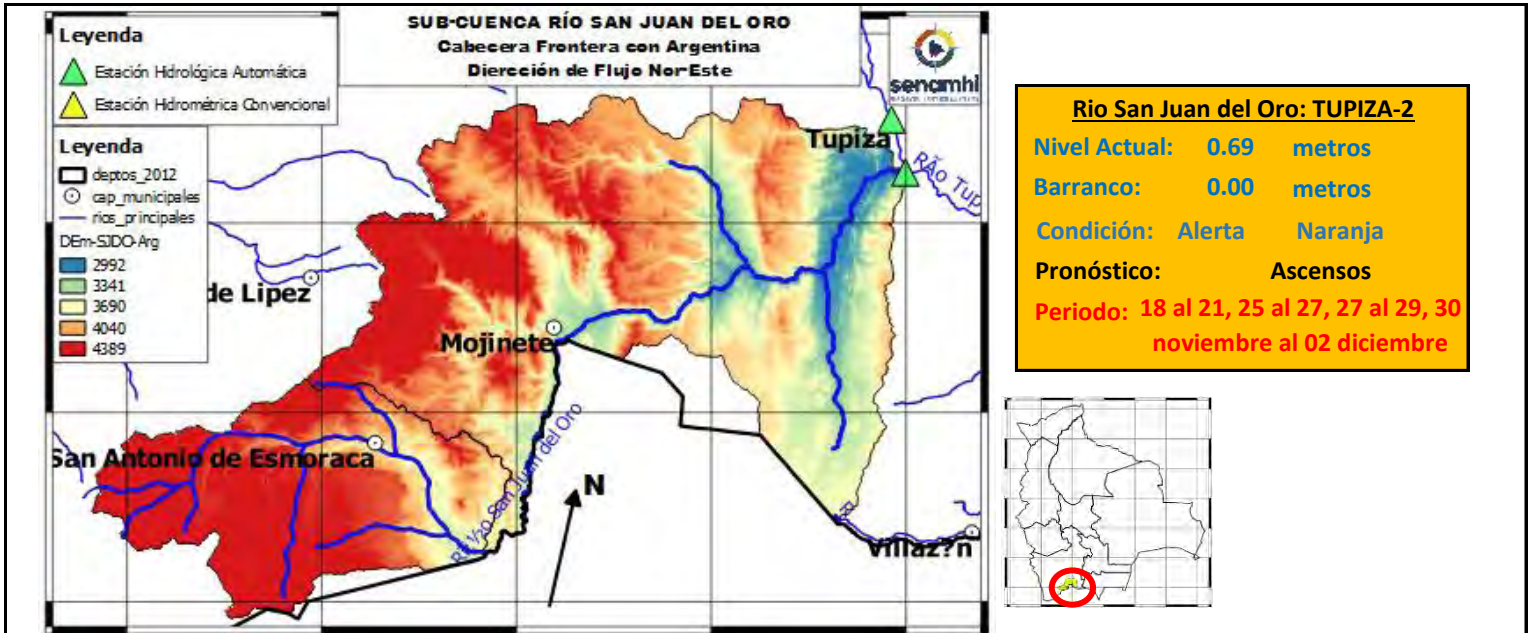 SUB-CUENCA RÍO SAN JUAN DEL ORO
Cabecera Frontera con Argentina
Dierción de Flujo Nor-Este
Leyenda
Estación Hidrológica Automática
Estación Hidrométrica Convencional
senamhi
Leyenda
deptos_2012
cap_municipales
rios_principales
DEm-SJDO-Arg
2992
3341
3690
4040
4389
Tupiza
RÃo Tup
de Lipez
Mojinete
San Antonio de Esmoraca
San Juan del Oro
N
Villaz?n
Rio San Juan del Oro: TUPIZA-2
Nivel Actual: 0.69 metros
Barranco: 0.00 metros
Condición: Alerta Naranja
Pronóstico: Ascensos
Periodo: 18 al 21, 25 al 27, 27 al 29, 30
noviembre al 02 diciembre